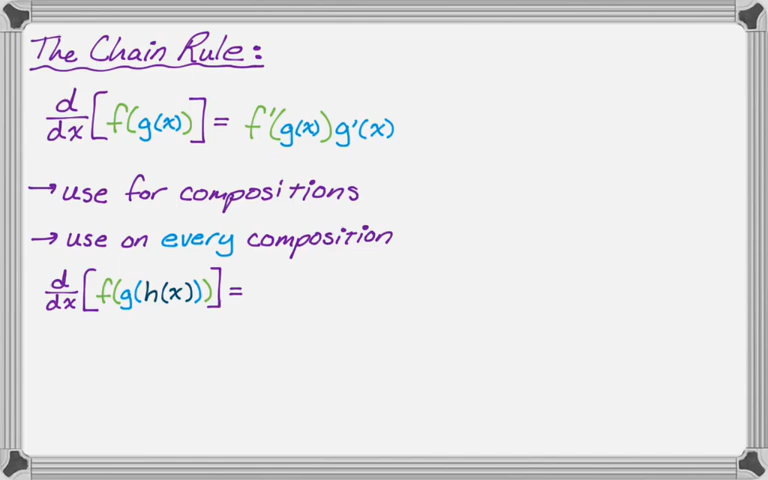 The Chain Rule:
d/dx [f(g(x))] = f'(g(x))g'(x)
→ use for compositions
→ use on every composition
d/dx [f(g(h(x)))] =